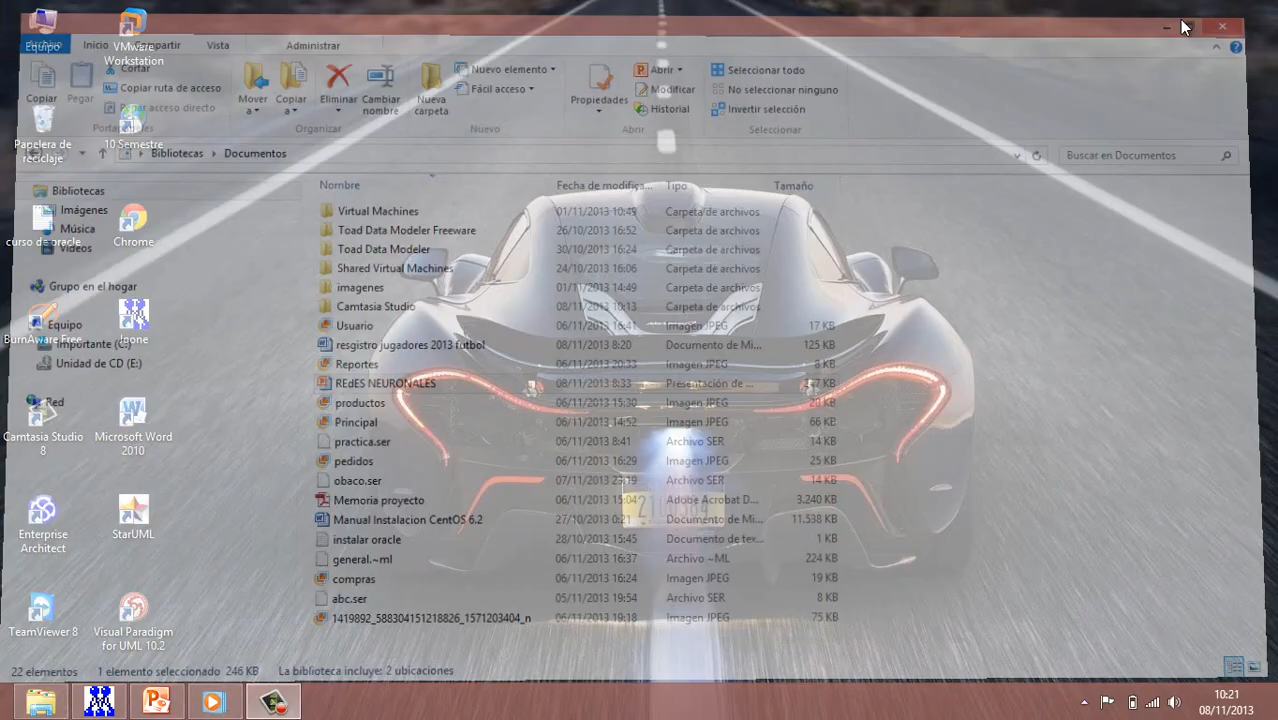 Equipo
VMware
Workstation
Inicio
Compartir
Vista
Administrar
Copiar
Pegar
Cortar
Copiar ruta de acceso
Pegar acceso directo
Mover
a
Copiar
a
Eliminar
Cambiar
nombre
Nueva
carpeta
Nuevo elemento
Fácil acceso
Propiedades
Abrir
Modificar
Historial
Seleccionar todo
No seleccionar ninguno
Invertir selección
Organizar
Nuevo
Abrir
Seleccionar
Papelera de
reciclaje
10 Semestre
Bibliotecas
Documentos
Buscar en Documentos
Bibliotecas
Imágenes
Música
Videos
curso de oracle
Chrome
Grupo en el hogar
Equipo
BurnAware Free
Unidad de CD (E:)
Red
Camtasia Studio
8
Microsoft Word
2010
Enterprise
Architect
StarUML
TeamViewer 8
Visual Paradigm
for UML 10.2
Nombre Fecha de modifica... Tipo Tamaño
Virtual Machines 01/11/2013 10:49 Carpeta de archivos
Toad Data Modeler Freeware 26/10/2013 16:52 Carpeta de archivos
Toad Data Modeler 30/10/2013 16:24 Carpeta de archivos
Shared Virtual Machines 24/10/2013 16:06 Carpeta de archivos
imagenes 01/11/2013 14:49 Carpeta de archivos
Camtasia Studio 08/11/2013 10:13 Carpeta de archivos
Usuario 06/11/2013 16:41 Imagen JPEG 17 KB
resgistro jugadores 2013 futbol 08/11/2013 8:20 Documento de Mi... 125 KB
Reportes 06/11/2013 20:33 Imagen JPEG 8 KB
REdES NEURONALES 08/11/2013 8:33 Presentación de ...
productos 06/11/2013 15:30 Imagen JPEG
Principal 06/11/2013 14:52 Imagen JPEG 66 KB
practica.ser 06/11/2013 8:41 Archivo SER 14 KB
pedidos 06/11/2013 16:29 Imagen JPEG 25 KB
obaco.ser 07/11/2013 23:19 Archivo SER 14 KB
Memoria proyecto 06/11/2013 15:04 Adobe Acrobat D... 3.240 KB
Manual Instalacion CentOS 6.2 27/10/2013 0:21 Documento de Mi... 11.538 KB
instalar oracle 28/10/2013 15:45 Documento de tex... 1 KB
general.~ml 06/11/2013 16:37 Archivo ~ML 224 KB
compras 06/11/2013 16:24 Imagen JPEG 19 KB
abc.ser 05/11/2013 19:54 Archivo SER 8 KB
1419892_588304151218826_1571203404_n 06/11/2013 19:18 Imagen JPEG 75 KB
22 elementos 1 elemento seleccionado 246 KB La biblioteca incluye: 2 ubicaciones
10:21
08/11/2013